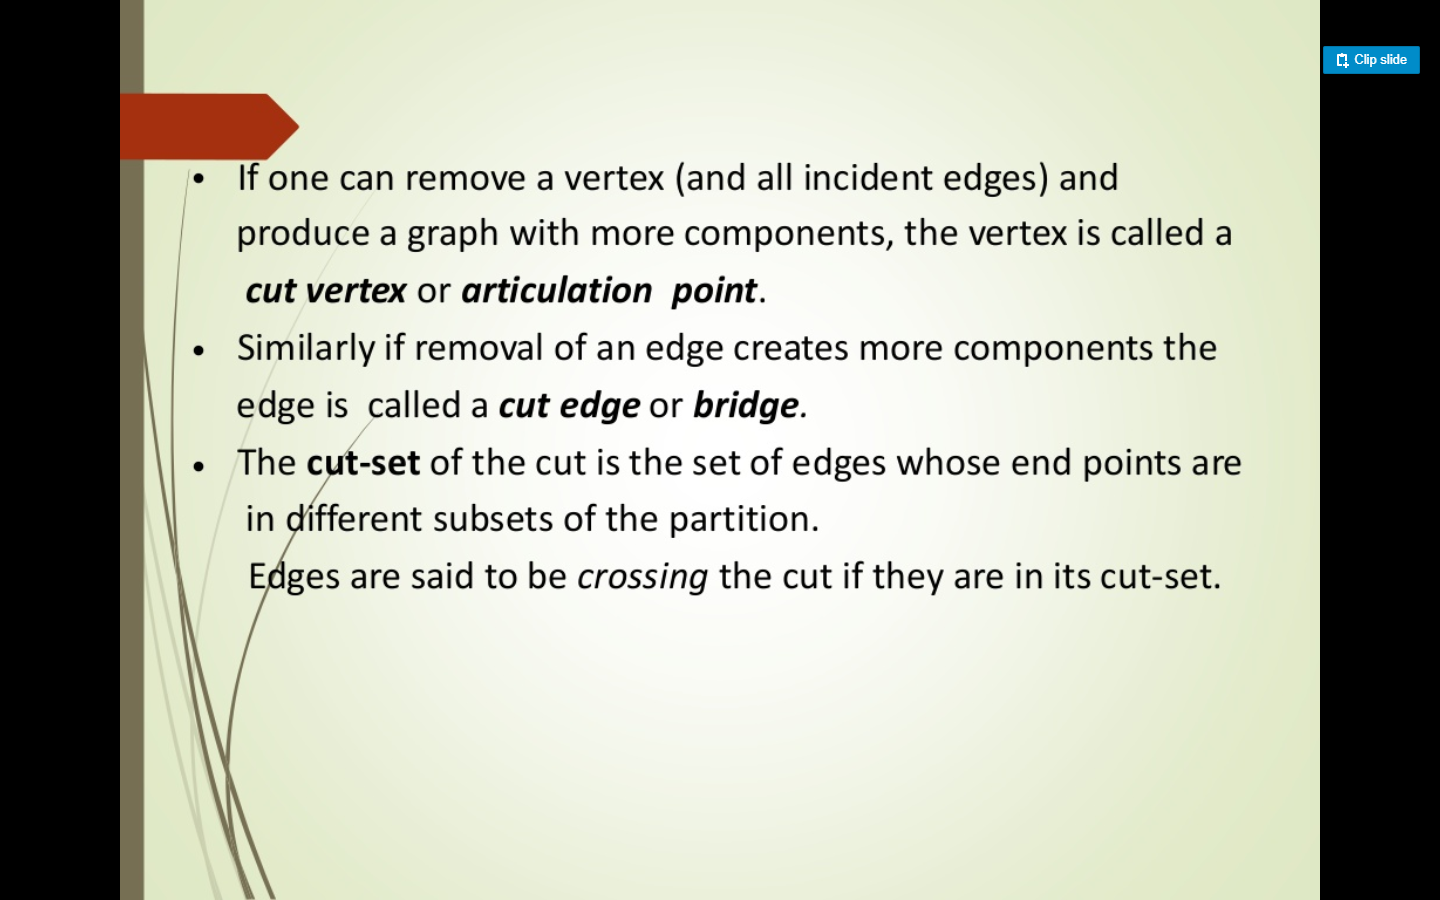 Clip slide
• If one can remove a vertex (and all incident edges) and
produce a graph with more components, the vertex is called a
cut vertex or articulation point.
• Similarly if removal of an edge creates more components the
edge is called a cut edge or bridge.
• The cut-set of the cut is the set of edges whose end points are
in different subsets of the partition.
Edges are said to be crossing the cut if they are in its cut-set.